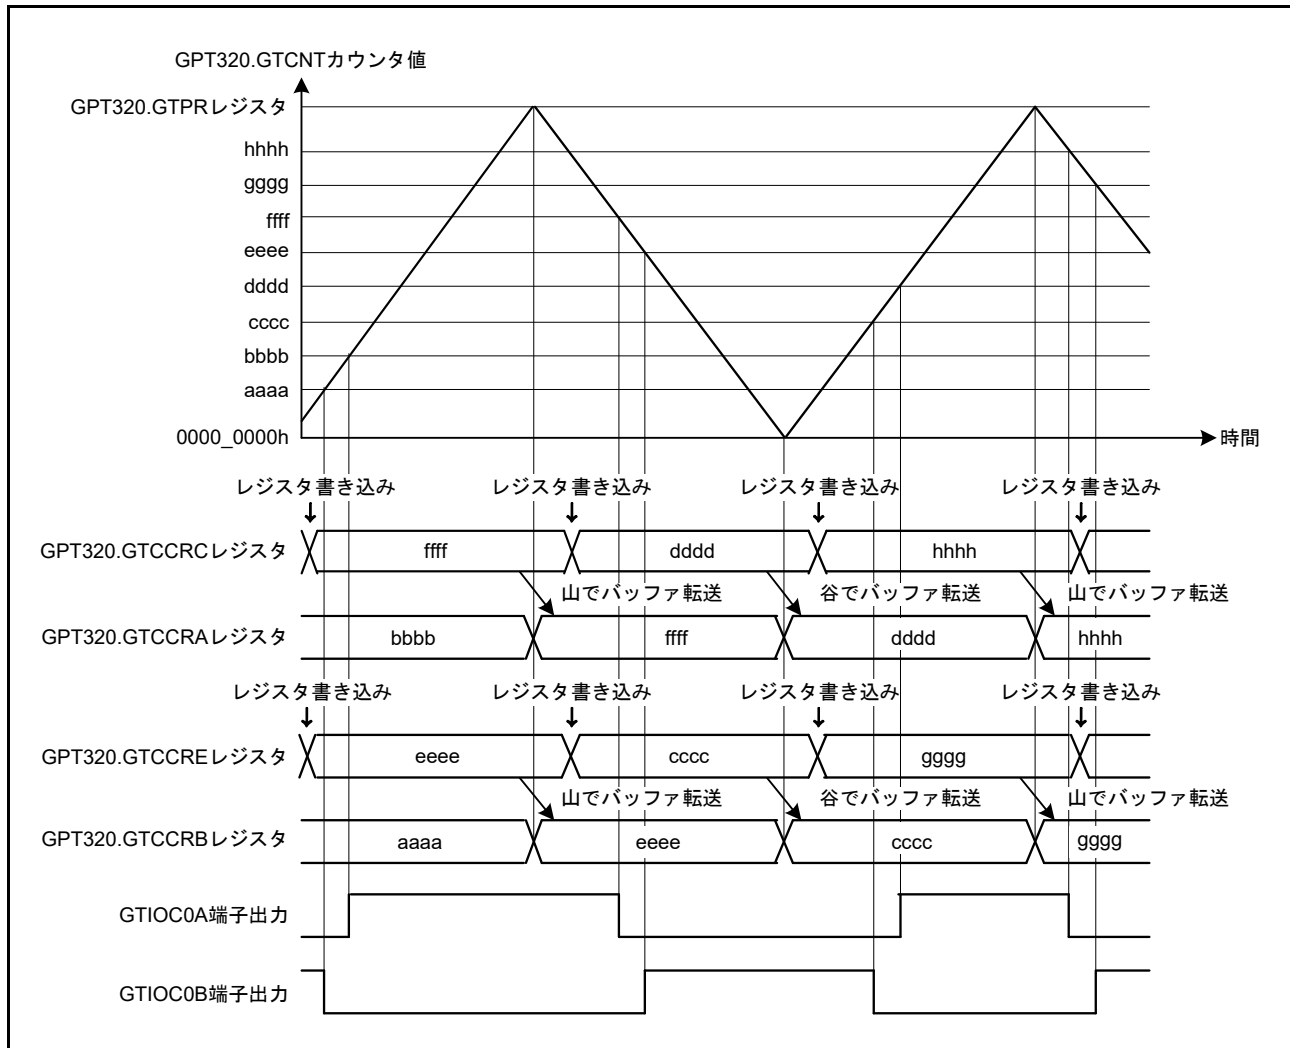 GPT320.GTCNTカウンタ値
GPT320.GTPRレジスタ
hhhh
gggg
ffff
eeee
dddd
cccc
bbbb
aaaa
0000_0000h
時間
レジスタ書き込み レジスタ書き込み レジスタ書き込み レジスタ書き込み
GPT320.GTCCRCレジスタ ffff dddd hhhh
山でバッファ転送 谷でバッファ転送 山でバッファ転送
GPT320.GTCCRAレジスタ bbbb ffff dddd hhhh
レジスタ書き込み レジスタ書き込み レジスタ書き込み レジスタ書き込み
GPT320.GTCCREレジスタ eeee cccc gggg
山でバッファ転送 谷でバッファ転送 山でバッファ転送
GPT320.GTCCRBレジスタ aaaa eeee cccc gggg
GTIOC0A端子出力
GTIOC0B端子出力